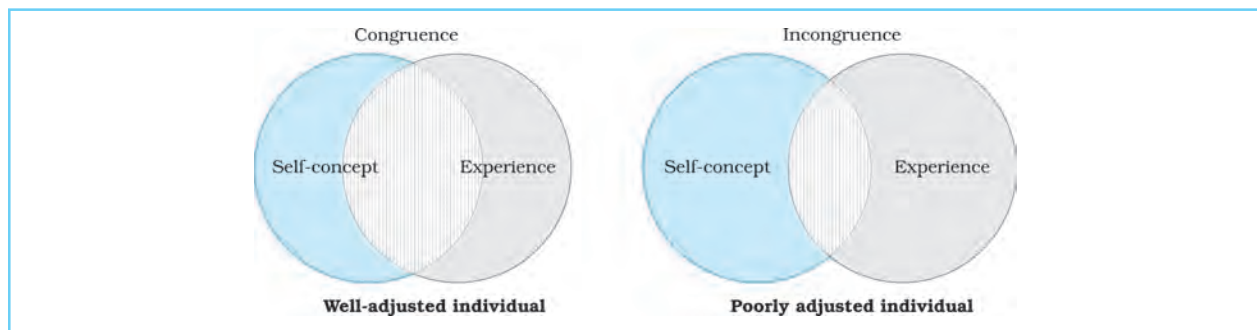 Congruence
Self-concept
Experience
Well-adjusted individual
Incongruence
Self-concept
Experience
Poorly adjusted individual